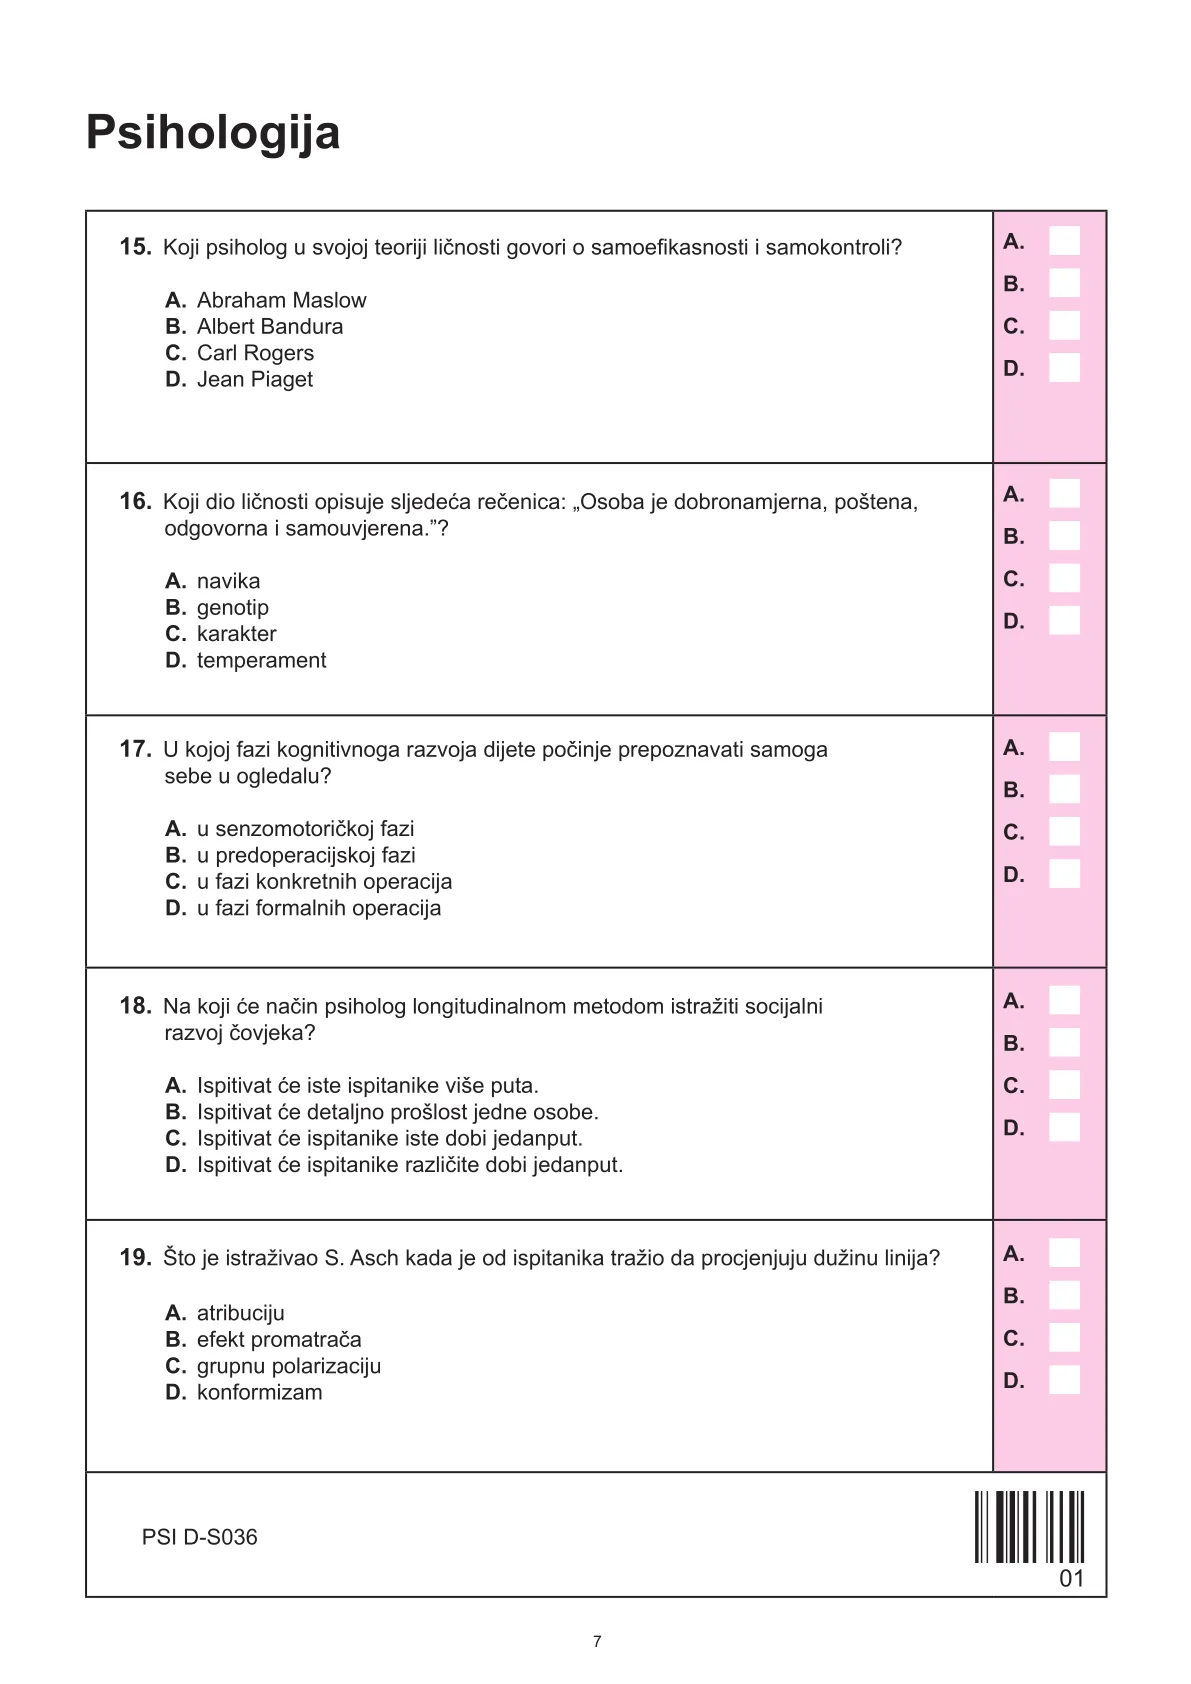 Psihologija
15. Koji psiholog u svojoj teoriji ličnosti govori o samoefikasnosti i samokontroli?
A. Abraham Maslow
B. Albert Bandura
C. Carl Rogers
D. Jean Piaget
A.
B.
C.
D.
16. Koji dio ličnosti opisuje sljedeća rečenica: „Osoba je dobronamjerna, poštena,
odgovorna i samouvjerena.”?
A. navika
B. genotip
C. karakter
D. temperament
A.
B.
C.
D.
17. U kojoj fazi kognitivnoga razvoja dijete počinje prepoznavati samoga
sebe u ogledalu?
A. u senzomotoričkoj fazi
B. u predoperacijskoj fazi
C. u fazi konkretnih operacija
D. u fazi formalnih operacija
A.
B.
C.
D.
18. Na koji će način psiholog longitudinalnom metodom istražiti socijalni
razvoj čovjeka?
A. Ispitivat će iste ispitanike više puta.
B. Ispitivat će detaljno prošlost jedne osobe.
C. Ispitivat će ispitanike iste dobi jedanput.
D. Ispitivat će ispitanike različite dobi jedanput.
A.
B.
C.
D.
19. Što je istraživao S. Asch kada je od ispitanika tražio da procjenjuju dužinu linija?
A. atribuciju
B. efekt promatrača
C. grupnu polarizaciju
D. konformizam
A.
B.
C.
D.
PSI D-S036
01
7